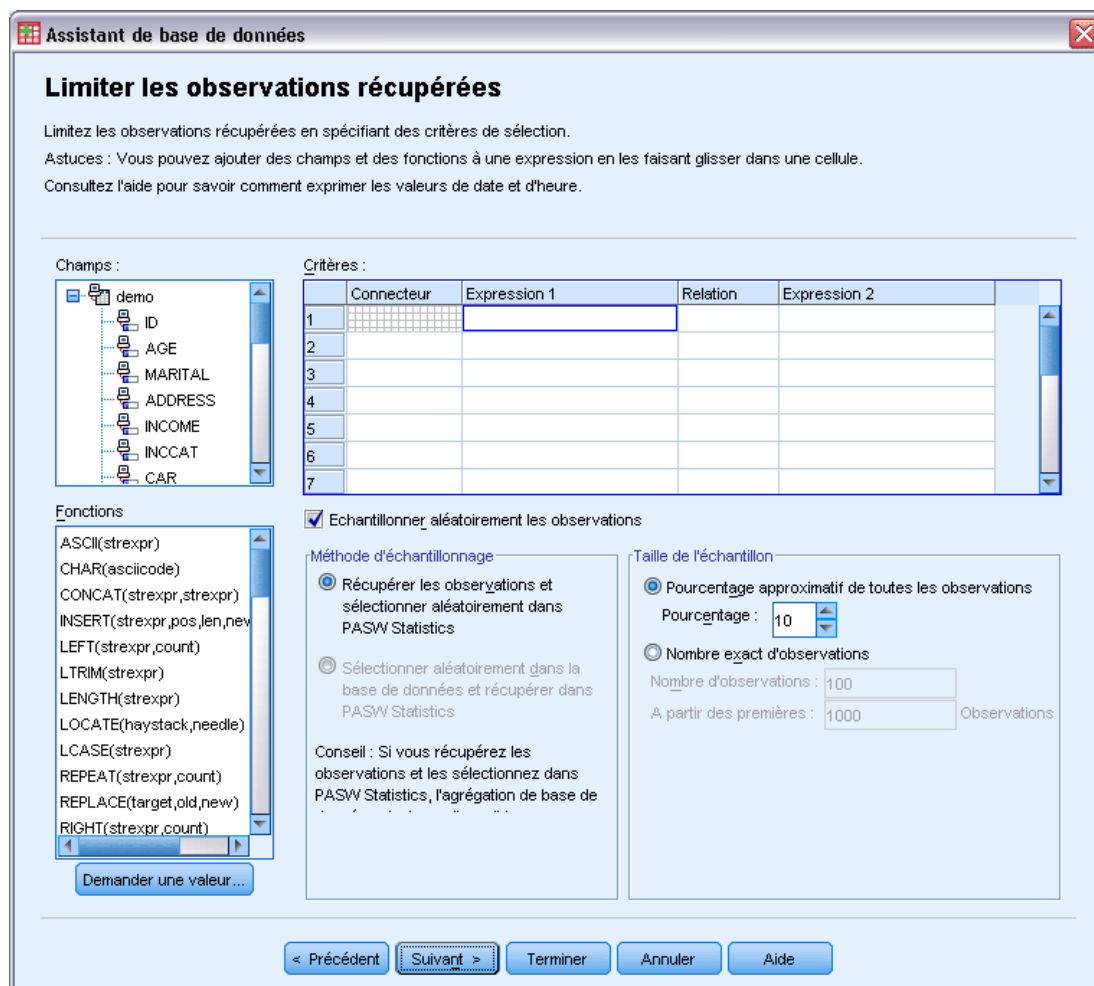 Assistant de base de données
Limiter les observations récupérées
Limitez les observations récupérées en spécifiant des critères de sélection.
Astuces : Vous pouvez ajouter des champs et des fonctions à une expression en les faisant glisser dans une cellule.
Consultez l'aide pour savoir comment exprimer les valeurs de date et d'heure.
Champs :
demo
ID
AGE
MARITAL
ADDRESS
INCOME
INCCAT
CAR
Critères :
Connecteur Expression 1 Relation Expression 2
1
2
3
4
5
6
7
Fonctions
ASCII(strexpr)
CHAR(asciicode)
CONCAT(strexpr,strexpr)
INSERT(strexpr,pos,len,new
LEFT(strexpr,count)
LTRIM(strexpr)
LENGTH(strexpr)
LOCATE(haystack,needle)
LCASE(strexpr)
REPEAT(strexpr,count)
REPLACE(target,old,new)
RIGHT(strexpr,count)
Demander une valeur...
Echantillonner aléatoirement les observations
Méthode d'échantillonnage
Récupérer les observations et
sélectionner aléatoirement dans
PASW Statistics
Sélectionner aléatoirement dans la
base de données et récupérer dans
PASW Statistics
Conseil : Si vous récupérez les
observations et les sélectionnez dans
PASW Statistics, l'agrégation de base de
Taille de l'échantillon
Pourcentage approximatif de toutes les observations
Pourcentage : 10
Nombre exact d'observations
Nombre d'observations : 100
A partir des premières : 1000 Observations
< Précédent Suivant > Terminer Annuler Aide